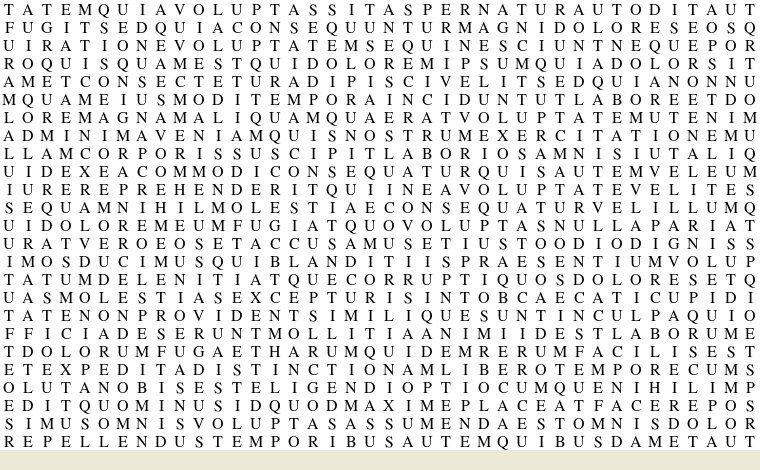 TATEMQUIAVOLUPTASSITASPERNATURAUTODITAUT
FUGITSEDQUIACONSEQUUNTURMAGNIDOLORESEOSQ
UIRATIONEVOLUPTATEMSEQUINESCIUNTNEQUEPOR
ROQUISQUAMESTQUIDOLOREMIPSUMQUIADOLORSIT
AMETCONSECTETURADIPISCIVELITSEDQUIANONNU
MQUAMEIUSMODITEMPORAINCIDUNTUTLABOREETDO
LOREMAGNAMALIQUAMQUAERATVOLUPTATEMUTENIM
ADMINIMAVENIAMQUISNOSTRUMEXERCITATIONEMU
LLAMCORPORISSUSCIPITLABORIOSAMNISIUTALIQ
UIDEXEACOMMODICONSEQUATURQUISAUTEMVELEUM
IUREREPREHENDERITQUIINEAVOLUPTATEVELITES
SEQUAMNIHILMOLESTIAECONSEQUATURVELILLUMQ
UIDOLOREMEUMFUGIATQUOVOLUPTASNULLAPARIAT
URATVEROEOSETACCUSAMUSETIUSTOODIODIGNISS
IMOSDUCIMUSQUIBLANDITIISPRAESENTIUMVOLUP
TATUMDELENITIATQUECORRUPTIQUOSDOLORESETQ
UASMOLESTIASEXCEPTURISINTOBCAECATICUPIDI
TATENONPROVIDENTSIMILIQUESUNTINCULPAQUIO
FFICIADESERUNTMOLLITIAANIMIIDESTLABORUME
TDOLORUMFUGAETHARUMQUIDEMRERUMFACILISEST
ETEXPEDITADISTINCTIONAMLIBEROTEMPORECUMS
OLUTANOBISESTELIGENDIOPTIOCUMQUENIHILIMP
EDITQUOMINUSIDQUODMAXIMEPLACEATFACEREPOS
SIMUSOMNISVOLUPTASASSUMENDAESTOMNISDOLOR
REPELLENDUSTEMPORIBUSAUTEMQUIBUSDAMETAUT